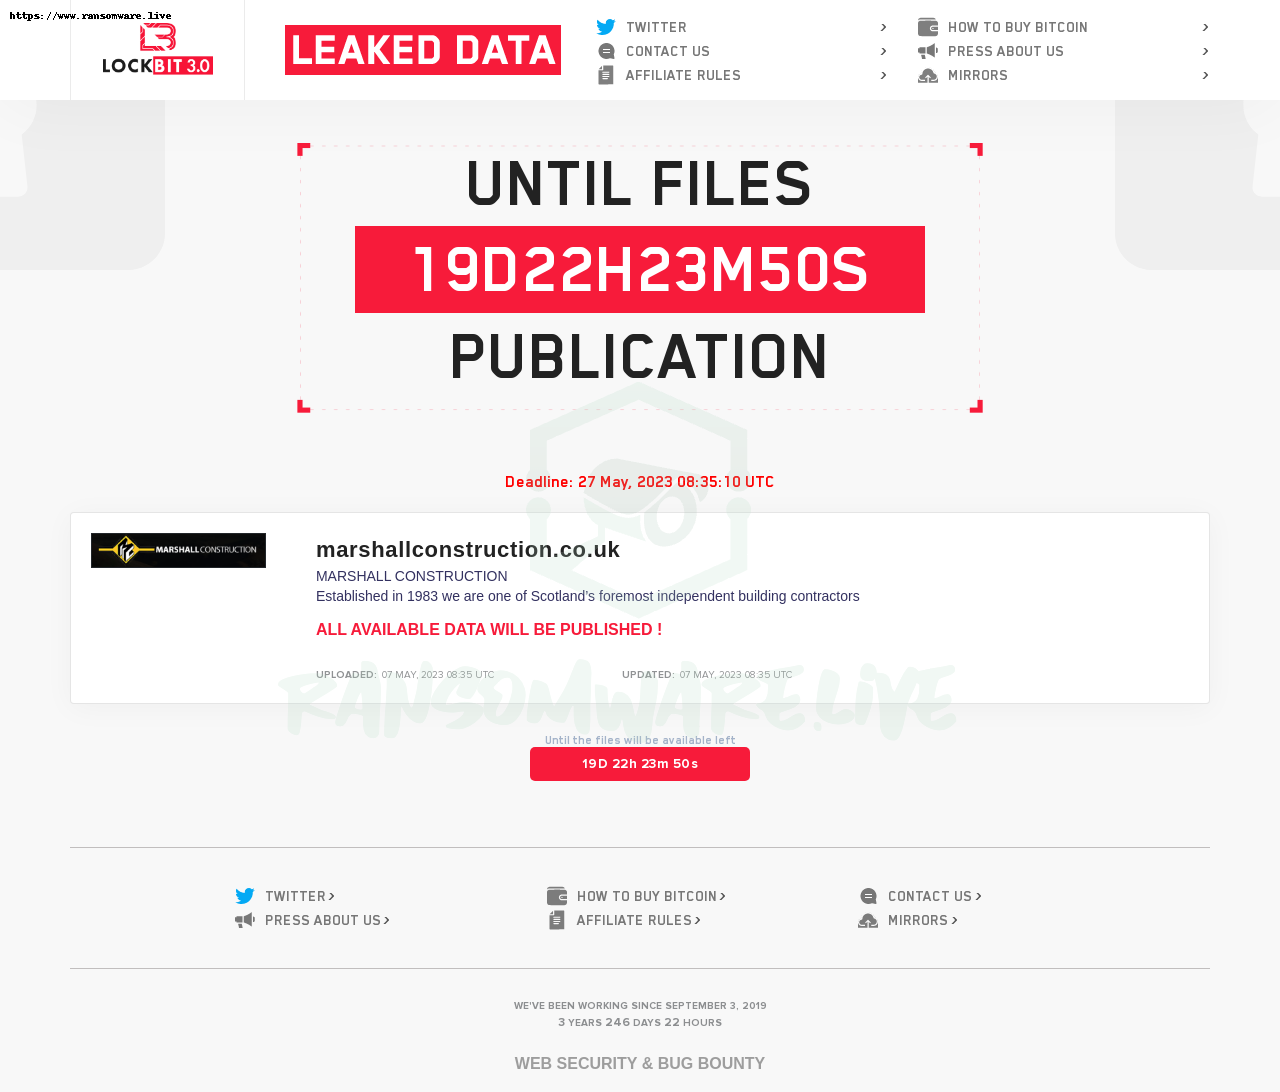 https://www.ransomware.live
LOCKBIT 3.0
LEAKED DATA
TWITTER
CONTACT US
AFFILIATE RULES
HOW TO BUY BITCOIN
PRESS ABOUT US
MIRRORS
UNTIL FILES
19D22H23M50S
PUBLICATION
Deadline: 27 May, 2023 08:35:10 UTC
MARSHALL CONSTRUCTION
marshallconstruction.co.uk
MARSHALL CONSTRUCTION
Established in 1983 we are one of Scotland's foremost independent building contractors
ALL AVAILABLE DATA WILL BE PUBLISHED !
UPLOADED: 07 MAY, 2023 08:35 UTC UPDATED: 07 MAY, 2023 08:35 UTC
RANSOMWARE.LIVE
Until the files will be available left
19D 22h 23m 50s
TWITTER
PRESS ABOUT US
HOW TO BUY BITCOIN
AFFILIATE RULES
CONTACT US
MIRRORS
WE'VE BEEN WORKING SINCE SEPTEMBER 3, 2019
3 YEARS 246 DAYS 22 HOURS
WEB SECURITY & BUG BOUNTY